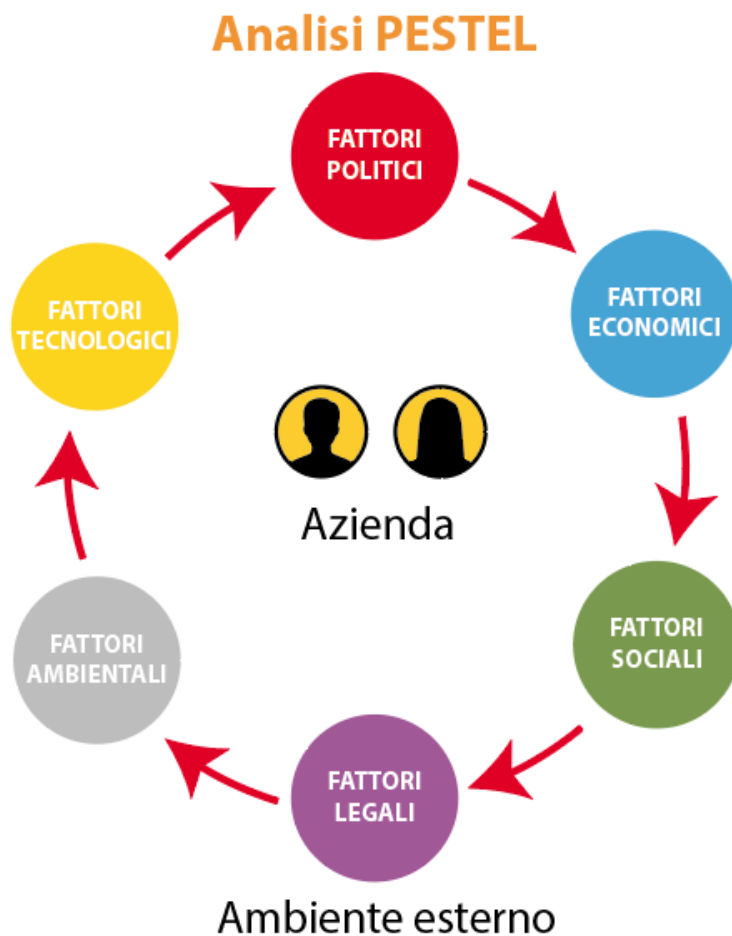 Analisi PESTEL
FATTORI
POLITICI
FATTORI
ECONOMICI
FATTORI
SOCIALI
FATTORI
LEGALI
FATTORI
AMBIENTALI
FATTORI
TECNOLOGICI
Azienda
Ambiente esterno